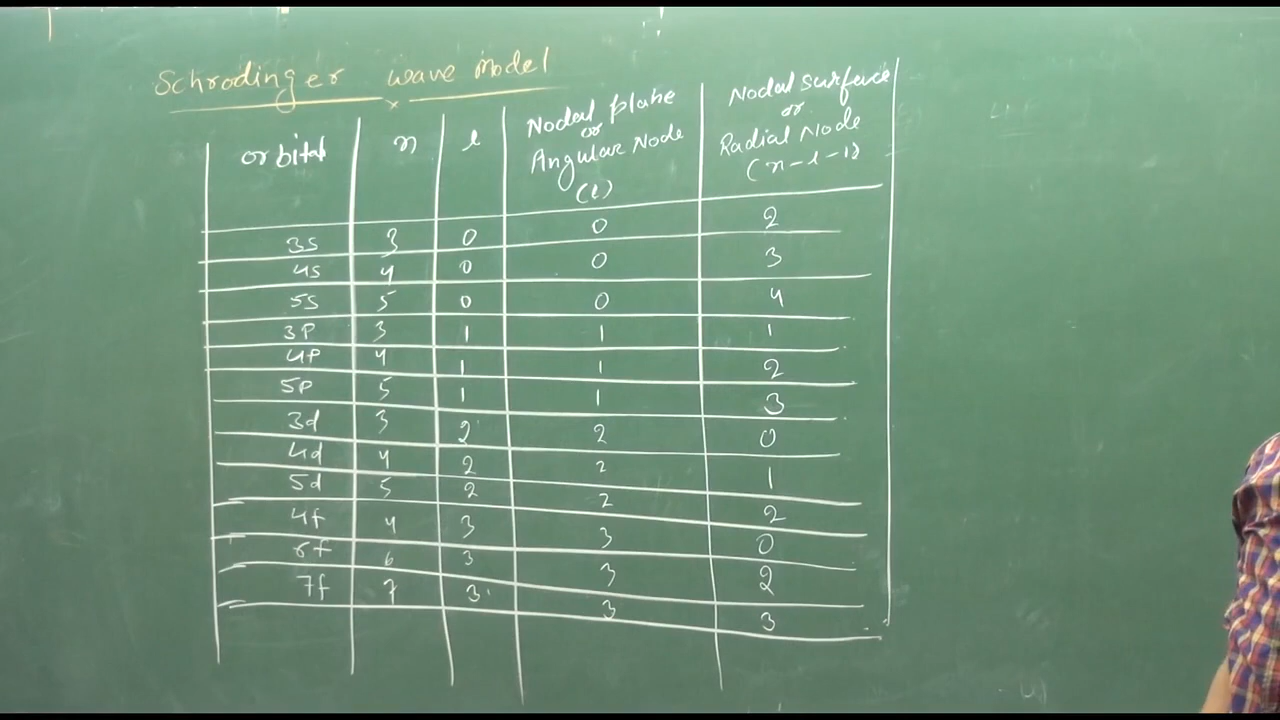 Schrodinger wave model
orbital n l Nodal plane or Angular Node (l) Nodal surface or Radial Node (n-l-1)
3s 3 0 0 2
4s 4 0 0 3
5s 5 0 0 4
3p 3 1 1 1
4p 4 1 1 2
5p 5 1 1 3
3d 3 2 2 0
4d 4 2 2 1
5d 5 2 2 2
4f 4 3 3 0
6f 6 3 3 2
7f 7 3 3 3